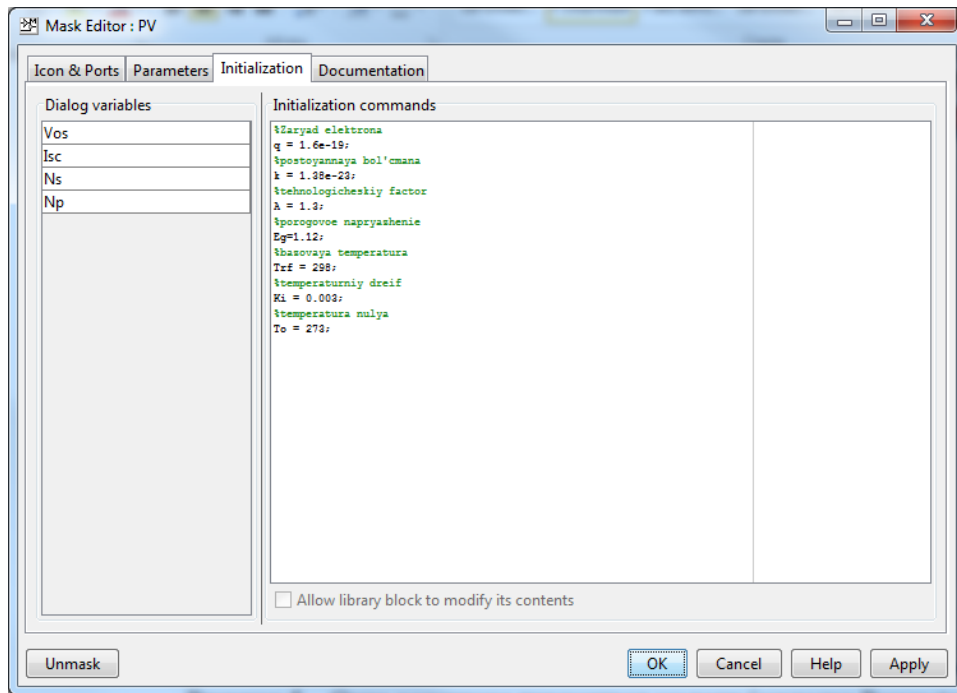 Mask Editor : PV
Icon & Ports Parameters Initialization Documentation
Dialog variables
Vos
Isc
Ns
Np
Initialization commands
%Zaryad elektrona
q = 1.6e-19;
%postoyannaya bol'cmana
k = 1.38e-23;
%tehnologicheskiy factor
A = 1.3;
%porogovoe napryazhenie
Eg=1.12;
%bazovaya temperatura
Trf = 298;
%temperaturniy dreif
Ki = 0.003;
%temperatura nulya
To = 273;
Allow library block to modify its contents
Unmask OK Cancel Help Apply